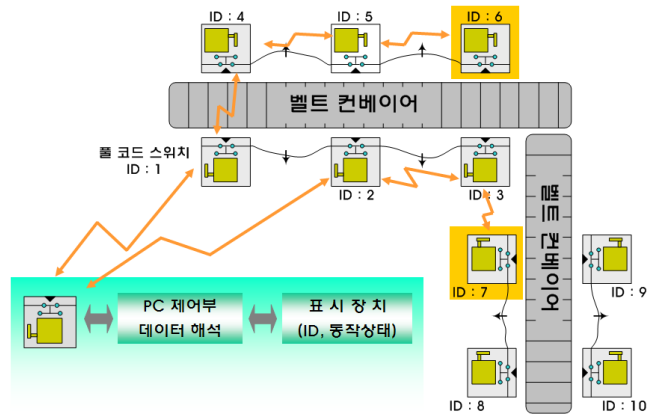 ID : 4
ID : 5
ID : 6
벨트 컨베이어
풀 코드 스위치
ID : 1
ID : 2
ID : 3
벨트 컨베이어
ID : 7
ID : 9
ID : 8
ID : 10
PC 제어부
데이터 해석
표 시 장 치
(ID, 동작상태)